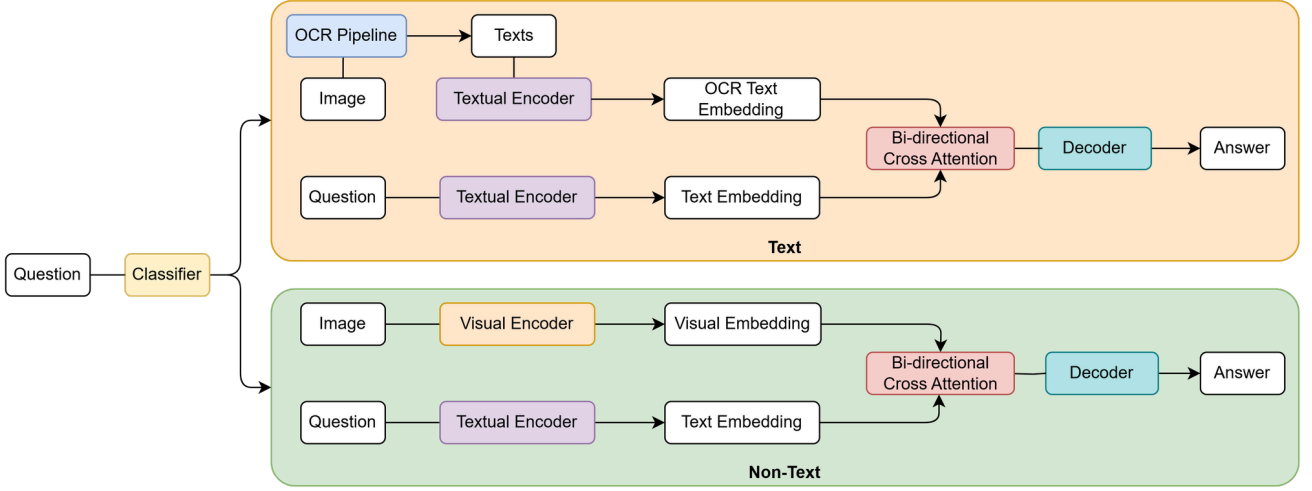 OCR Pipeline
Texts
Image
Textual Encoder
OCR Text
Embedding
Bi-directional
Cross Attention
Decoder
Answer
Question
Textual Encoder
Text Embedding
Text
Question
Classifier
Image
Visual Encoder
Visual Embedding
Bi-directional
Cross Attention
Decoder
Answer
Question
Textual Encoder
Text Embedding
Non-Text